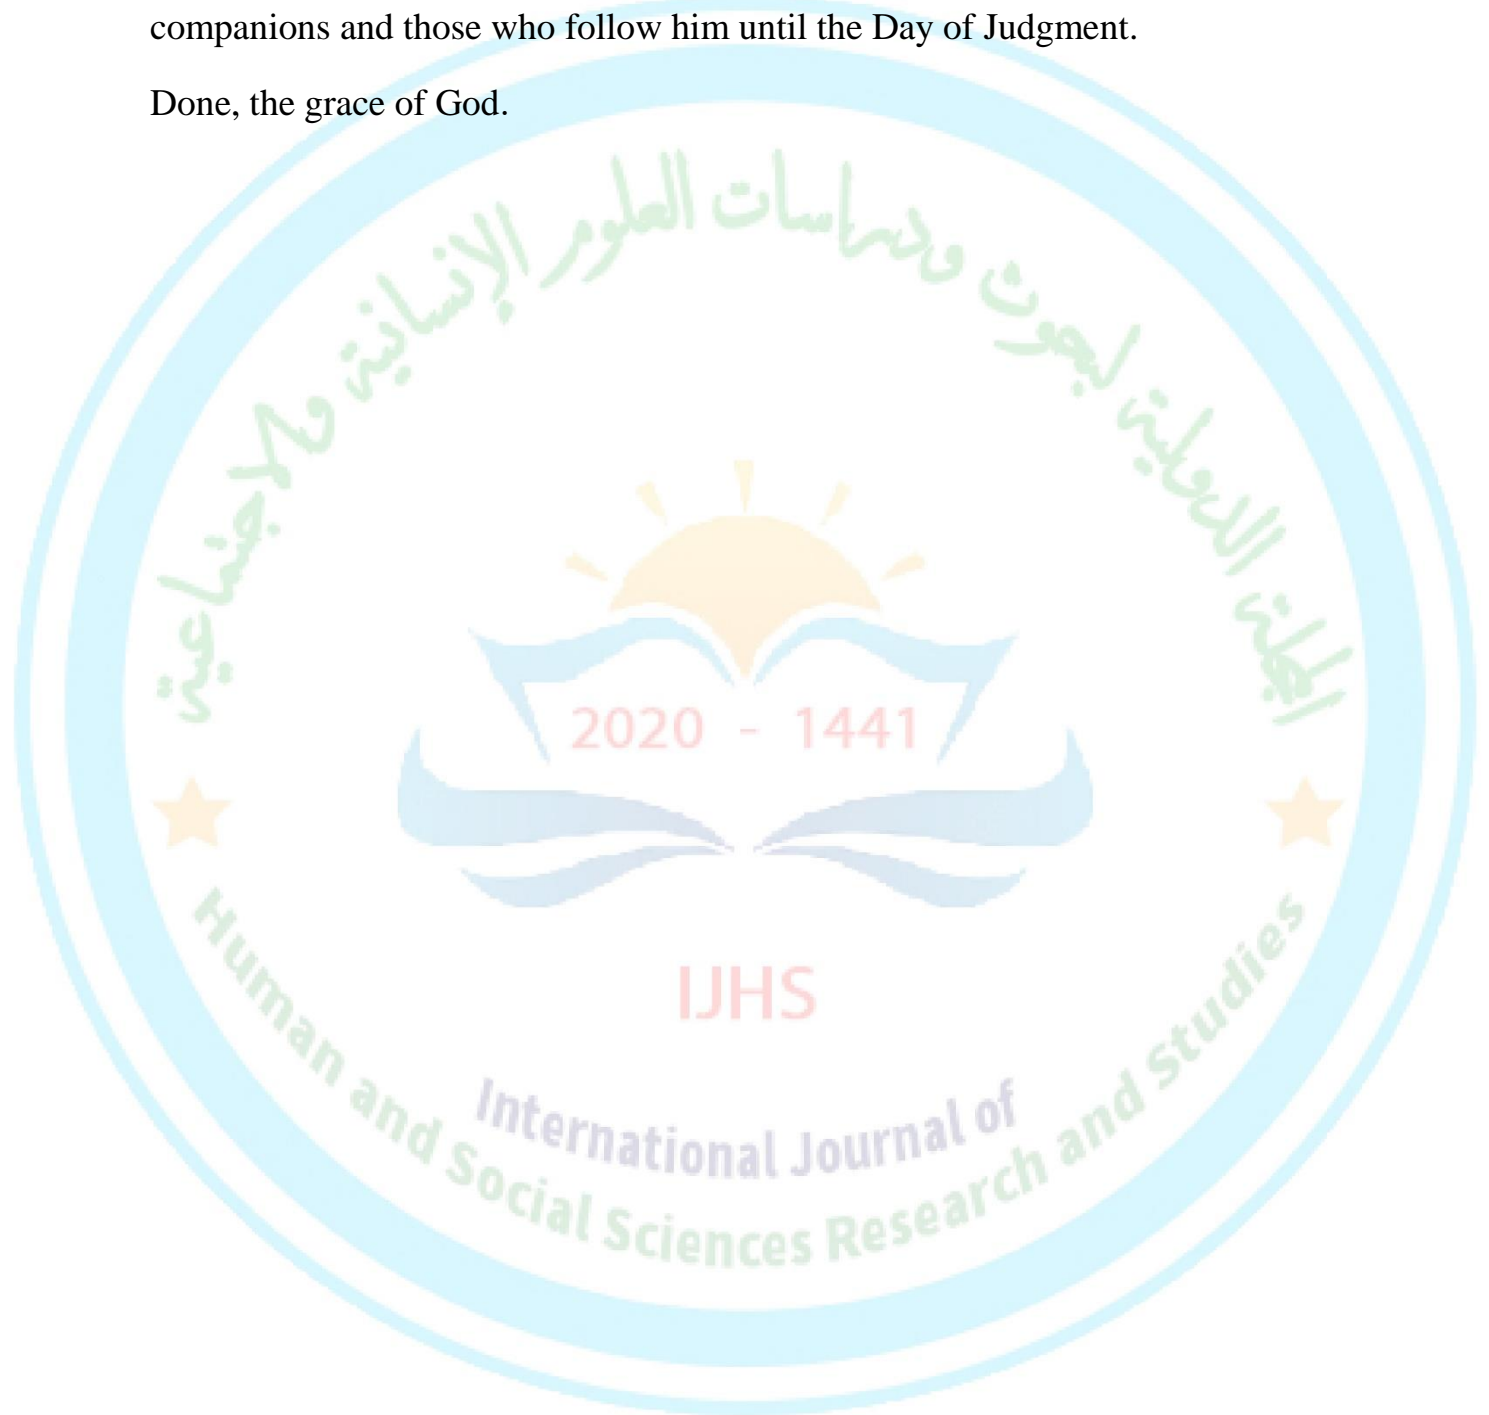 companions and those who follow him until the Day of Judgment.
Done, the grace of God.
المجلة الدولية لبحوث ودراسات العلوم الإنسانية والاجتماعية
2020 - 1441
IJHS
International Journal of
Human and Social Sciences Research and Studies